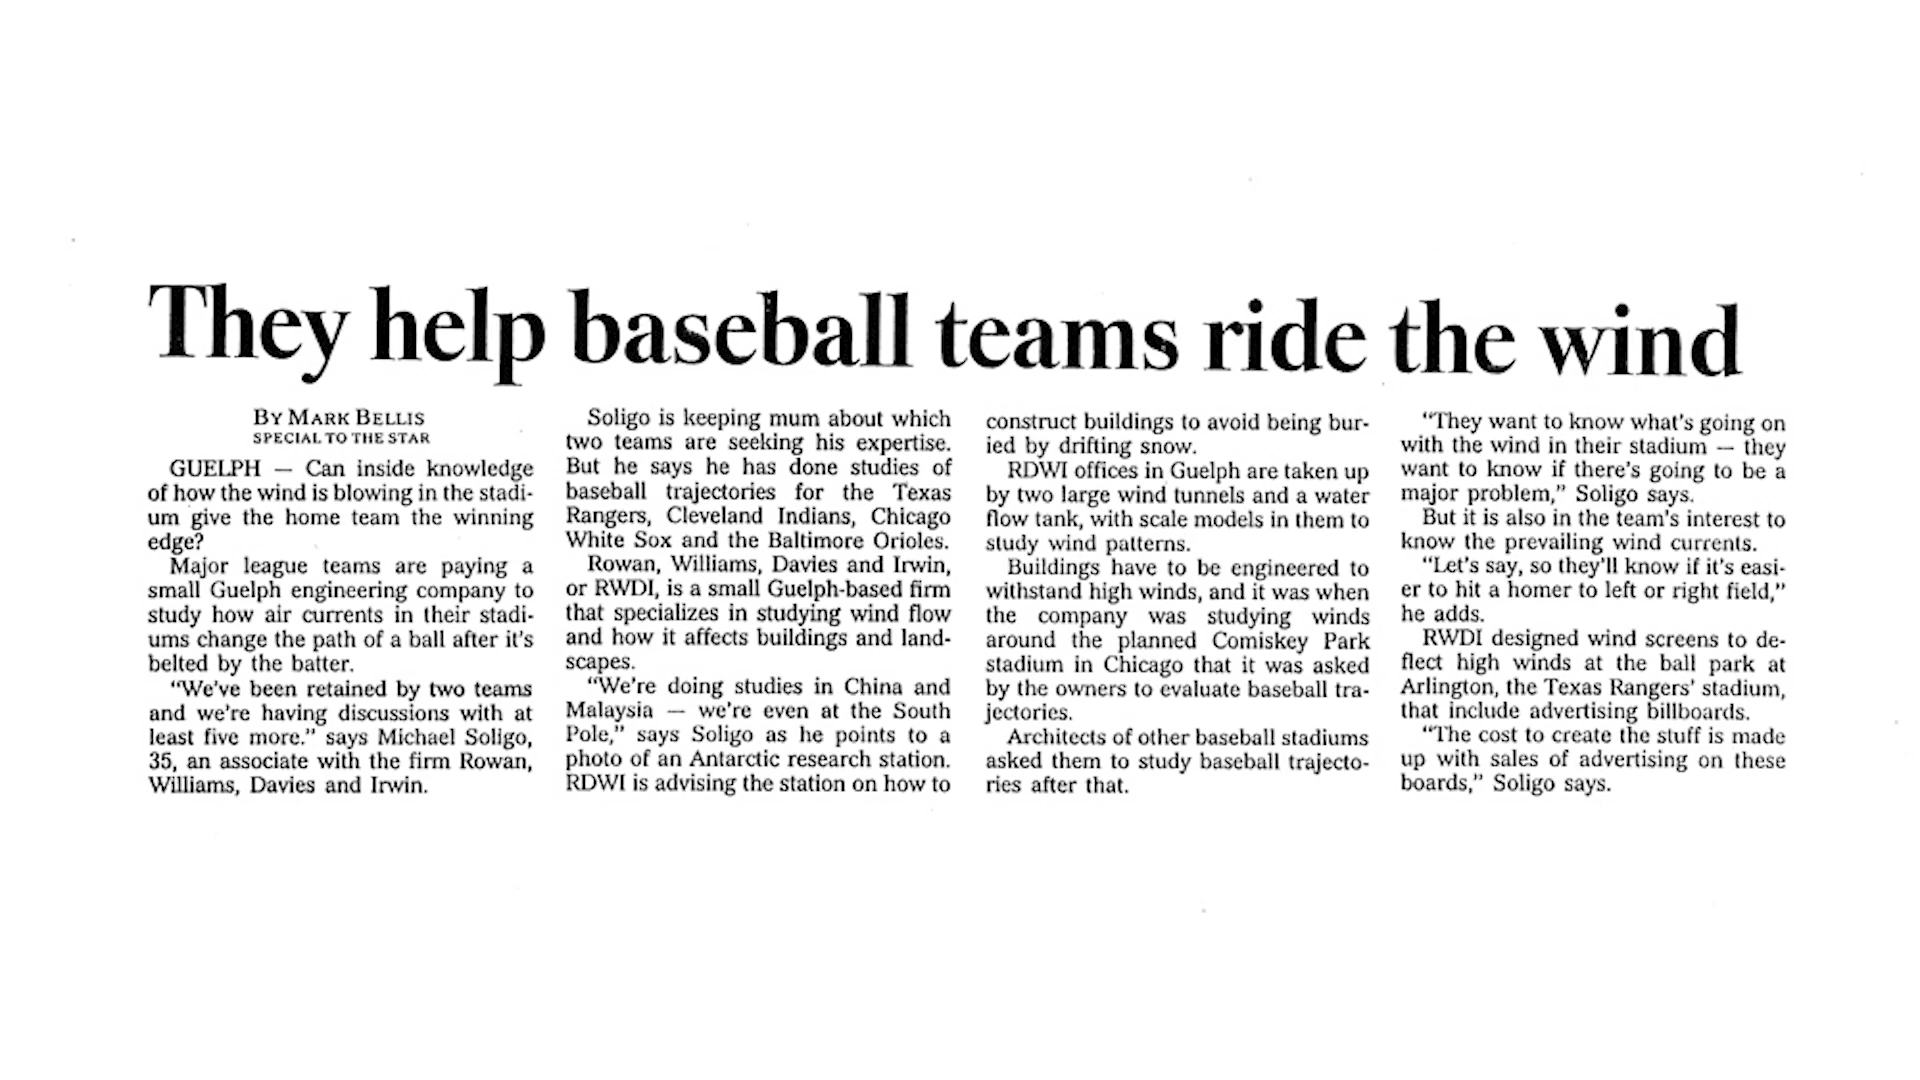 They help baseball teams ride the wind
BY MARK BELLIS
SPECIAL TO THE STAR
GUELPH — Can inside knowledge
of how the wind is blowing in the stadi-
um give the home team the winning
edge?
Major league teams are paying a
small Guelph engineering company to
study how air currents in their stadi-
ums change the path of a ball after it's
belted by the batter.
"We've been retained by two teams
and we're having discussions with at
least five more." says Michael Soligo,
35, an associate with the firm Rowan,
Williams, Davies and Irwin.
Soligo is keeping mum about which
two teams are seeking his expertise.
But he says he has done studies of
baseball trajectories for the Texas
Rangers, Cleveland Indians, Chicago
White Sox and the Baltimore Orioles.
Rowan, Williams, Davies and Irwin,
or RWDI, is a small Guelph-based firm
that specializes in studying wind flow
and how it affects buildings and land-
scapes.
"We're doing studies in China and
Malaysia — we're even at the South
Pole," says Soligo as he points to a
photo of an Antarctic research station.
RDWI is advising the station on how to
construct buildings to avoid being bur-
ied by drifting snow.
RDWI offices in Guelph are taken up
by two large wind tunnels and a water
flow tank, with scale models in them to
study wind patterns.
Buildings have to be engineered to
withstand high winds, and it was when
the company was studying winds
around the planned Comiskey Park
stadium in Chicago that it was asked
by the owners to evaluate baseball tra-
jectories.
Architects of other baseball stadiums
asked them to study baseball trajecto-
ries after that.
"They want to know what's going on
with the wind in their stadium — they
want to know if there's going to be a
major problem," Soligo says.
But it is also in the team's interest to
know the prevailing wind currents.
"Let's say, so they'll know if it's easi-
er to hit a homer to left or right field,"
he adds.
RWDI designed wind screens to de-
flect high winds at the ball park at
Arlington, the Texas Rangers' stadium,
that include advertising billboards.
"The cost to create the stuff is made
up with sales of advertising on these
boards," Soligo says.